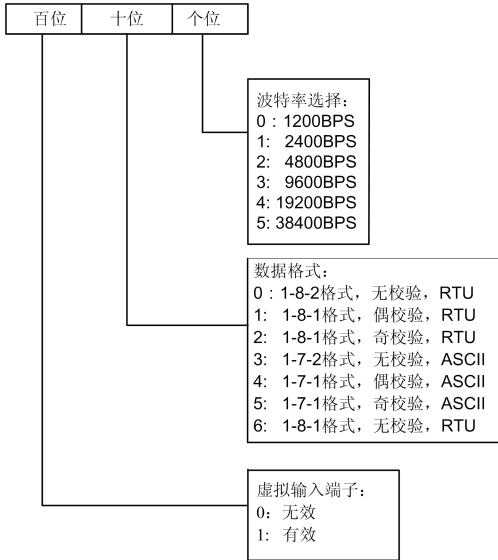 百位 十位 个位
波特率选择：
0：1200BPS
1: 2400BPS
2: 4800BPS
3: 9600BPS
4: 19200BPS
5: 38400BPS
数据格式：
0：1-8-2格式，无校验，RTU
1: 1-8-1格式，偶校验，RTU
2: 1-8-1格式，奇校验，RTU
3: 1-7-2格式，无校验，ASCII
4: 1-7-1格式，偶校验，ASCII
5: 1-7-1格式，奇校验，ASCII
6: 1-8-1格式，无校验，RTU
虚拟输入端子：
0：无效
1: 有效